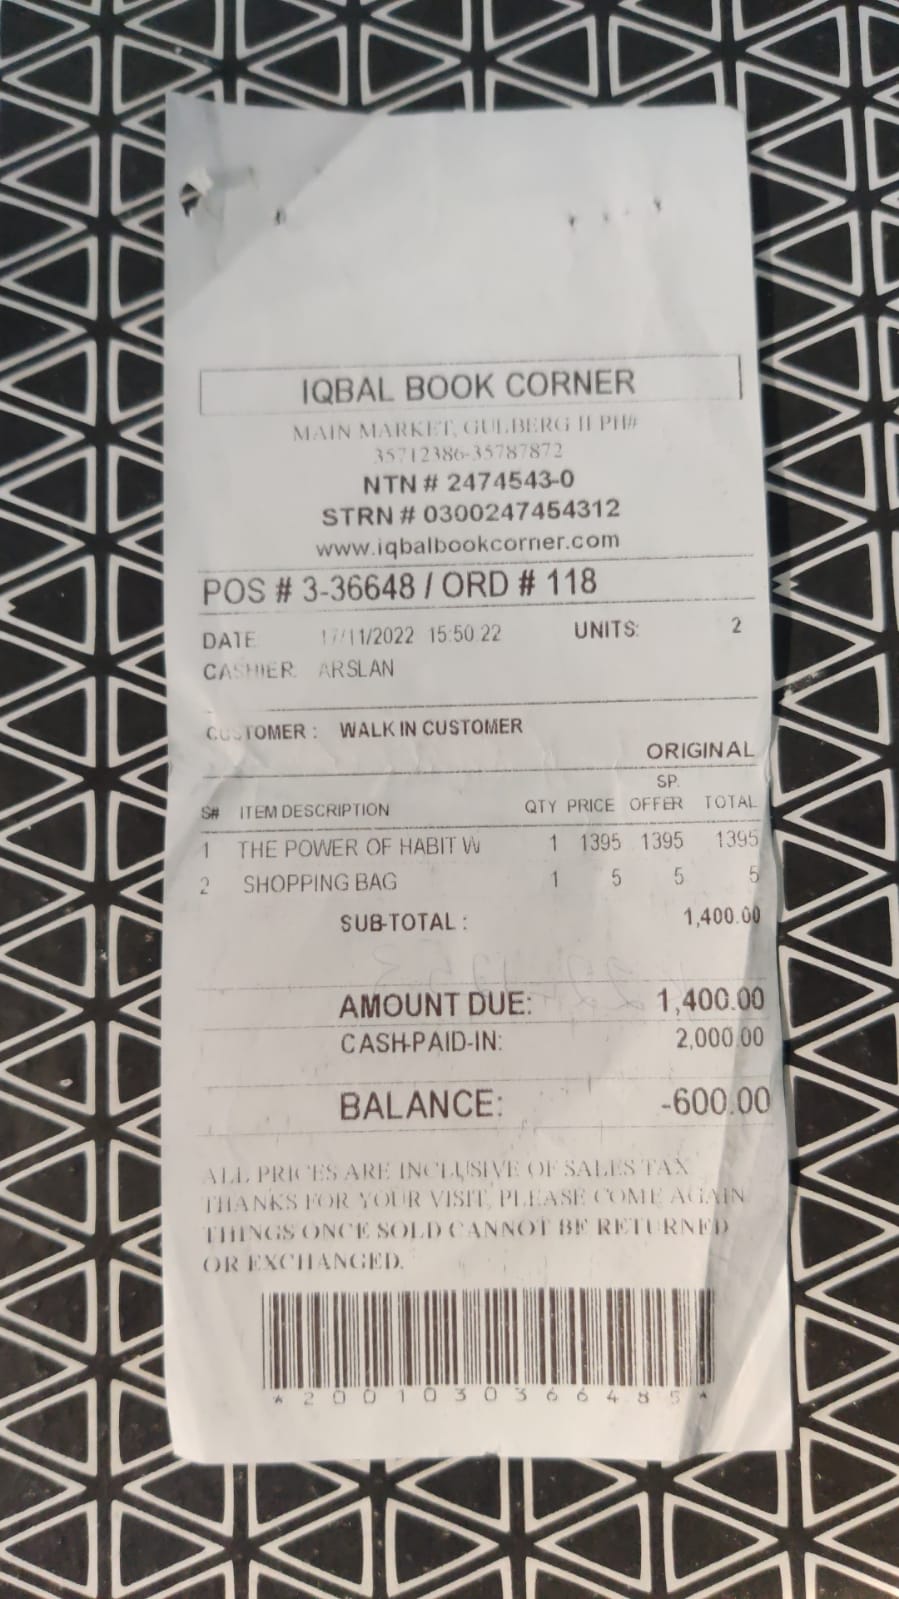 IQBAL BOOK CORNER
MAIN MARKET, GULBERG II PH#
35712386-35787872
NTN # 2474543-0
STRN # 0300247454312
www.iqbalbookcorner.com
POS # 3-36648 / ORD # 118
DATE 17/11/2022 15:50:22 UNITS: 2
CASHIER: ARSLAN
CUSTOMER : WALK IN CUSTOMER
ORIGINAL
SP.
S# ITEM DESCRIPTION QTY PRICE OFFER TOTAL
1 THE POWER OF HABIT W 1 1395 1395 1395
2 SHOPPING BAG 1 5 5 5
SUB-TOTAL : 1,400.00
AMOUNT DUE: 1,400.00
CASH-PAID-IN: 2,000.00
BALANCE: -600.00
ALL PRICES ARE INCLUSIVE OF SALES TAX
THANKS FOR YOUR VISIT, PLEASE COME AGAIN
THINGS ONCE SOLD CANNOT BE RETURNED
OR EXCHANGED.
*2001030366485*